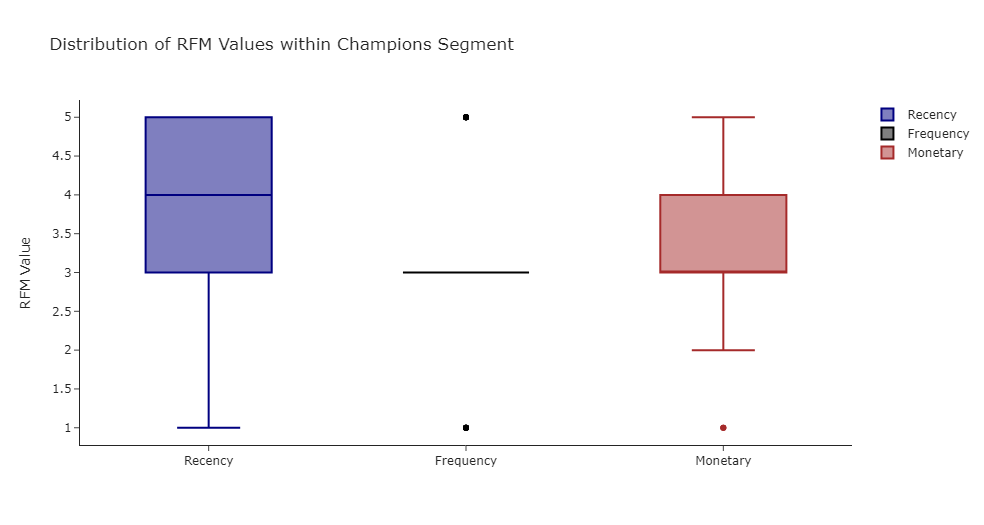 Distribution of RFM Values within Champions Segment
RFM Value
5
4.5
4
3.5
3
2.5
2
1.5
1
Recency
Frequency
Monetary
Recency
Frequency
Monetary